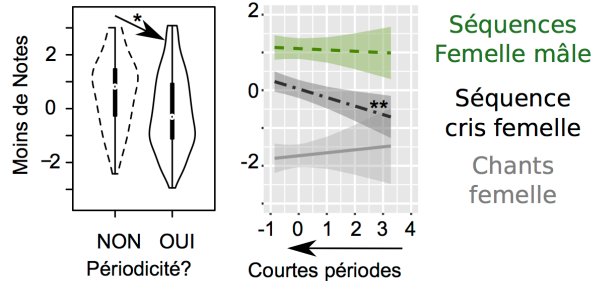 Moins de Notes
2
0
−2
*
NON OUI
Périodicité?
2
0
−2
**
-1 0 1 2 3 4
Courtes périodes
Séquences
Femelle mâle
Séquence
cris femelle
Chants
femelle